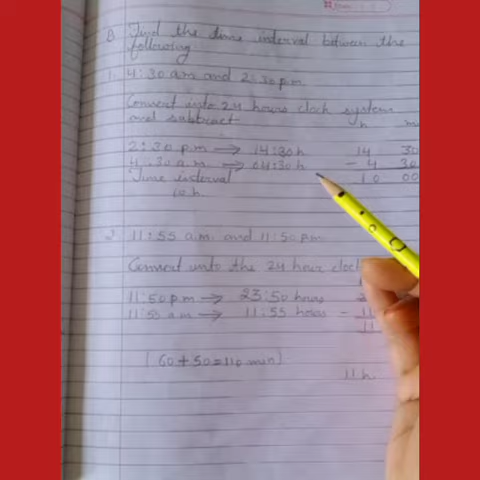 B Find the time interval between the
following
1. 4:30 a.m and 2:30 p.m
Convert into 24 hours clock system
and subtract
h m
2:30 p.m → 14:30 h 14 30
4.30 a.m. → 04:30 h - 4 30
Time interval 10 00
10 h.
2. 11:55 a.m. and 11:50 p.m
Convert into the 24 hour clock
11:50 p.m → 23:50 hours
11:55 a.m → 11:55 hours - 11
11
(60+50=110 min)
11 h.